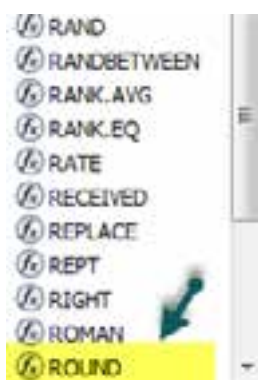 RAND
RANDBETWEEN
RANK.AVG
RANK.EQ
RATE
RECEIVED
REPLACE
REPT
RIGHT
ROMAN
ROUND